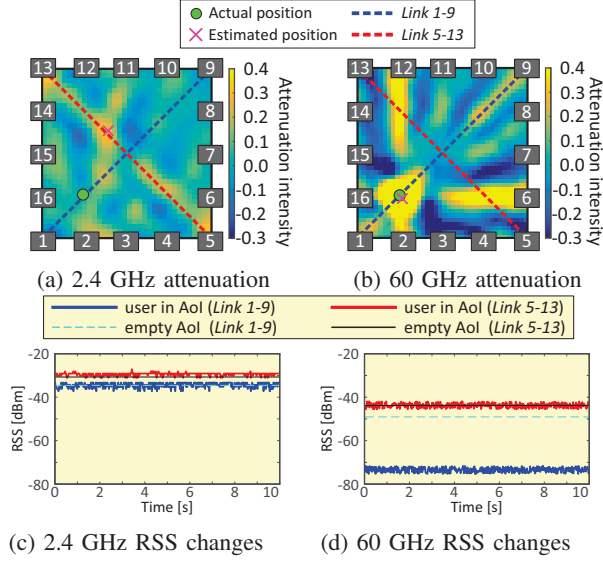 Actual position Link 1-9
Estimated position Link 5-13
13 12 11 10 9
14 8
15 7
16 6
1 2 3 4 5
0.4
0.3
0.2
0.1
0.0
-0.1
-0.2
-0.3
Attenuation intensity
13 12 11 10 9
14 8
15 7
16 6
1 2 3 4 5
0.4
0.3
0.2
0.1
0.0
-0.1
-0.2
-0.3
Attenuation intensity
(a) 2.4 GHz attenuation
(b) 60 GHz attenuation
user in AoI (Link 1-9) user in AoI (Link 5-13)
empty AoI (Link 1-9) empty AoI (Link 5-13)
RSS [dBm]
-20
-40
-60
-80
0 2 4 6 8 10
Time [s]
RSS [dBm]
-20
-40
-60
-80
0 2 4 6 8 10
Time [s]
(c) 2.4 GHz RSS changes
(d) 60 GHz RSS changes